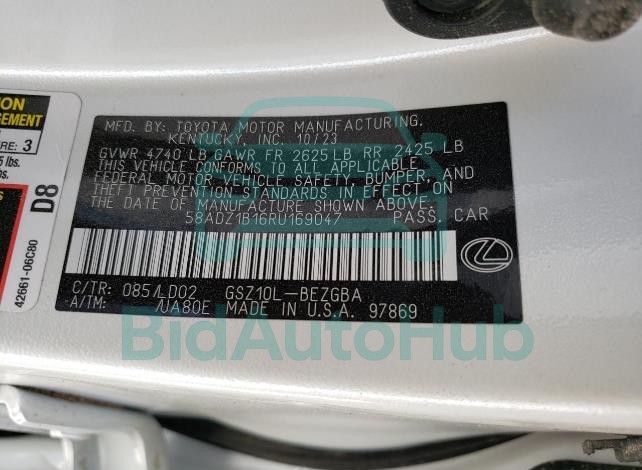 ION
GEMENT
RE: 3
5 lbs.
bs.
D8
42661-06C80
MFD. BY: TOYOTA MOTOR MANUFACTURING,
KENTUCKY, INC. 10/23
GVWR 4740 LB GAWR FR 2625 LB RR 2425 LB
THIS VEHICLE CONFORMS TO ALL APPLICABLE
FEDERAL MOTOR VEHICLE SAFETY, BUMPER, AND
THEFT PREVENTION STANDARDS IN EFFECT ON
THE DATE OF MANUFACTURE SHOWN ABOVE.
58ADZ1B16RU169047 PASS. CAR
C/TR: 085/LD02 GSZ10L-BEZGBA
A/TM: /UA80E MADE IN U.S.A. 97869
BidAutoHub